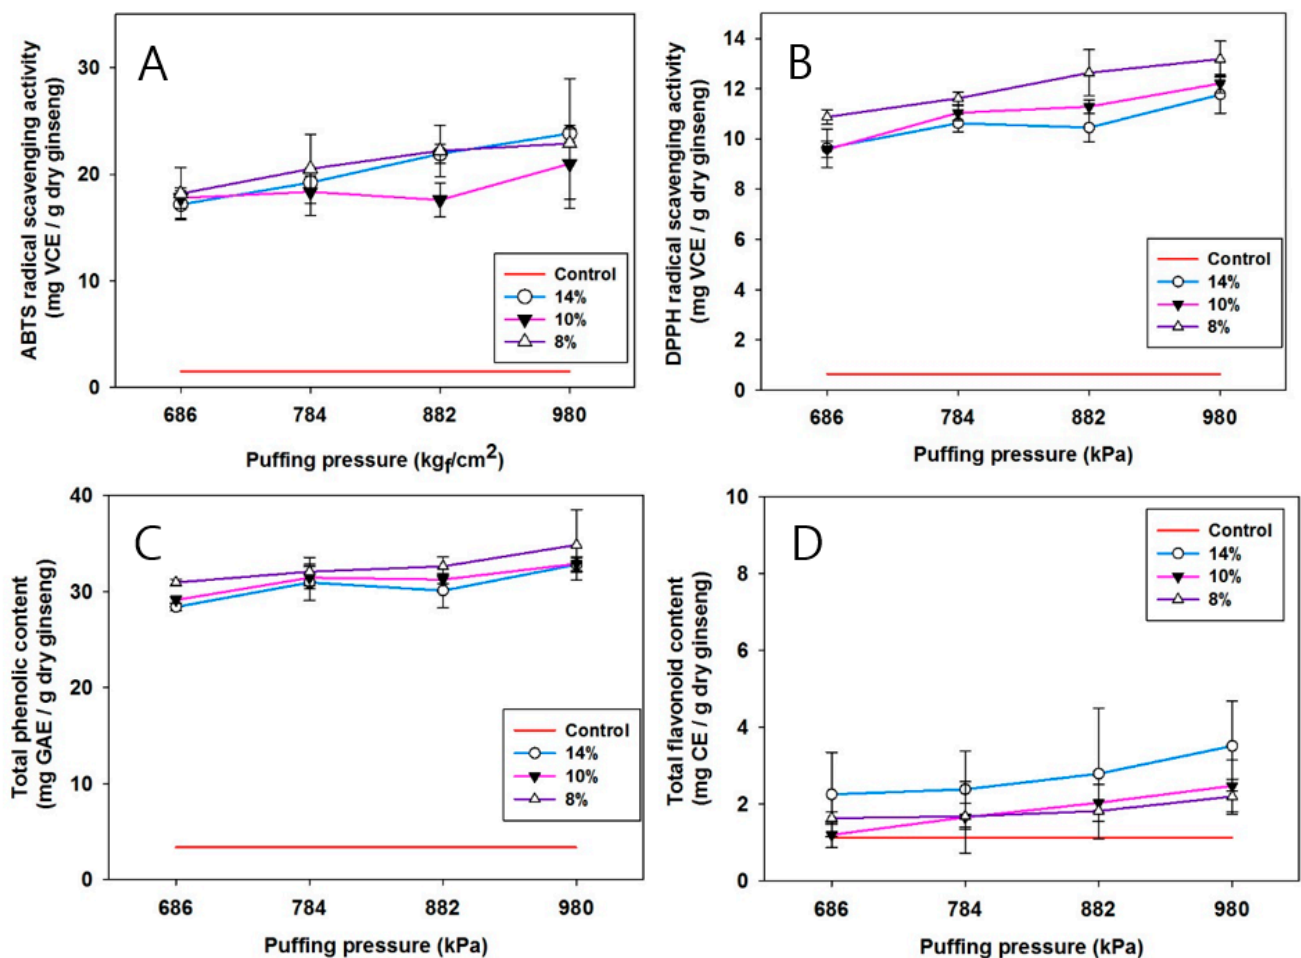 A
ABTS radical scavenging activity
(mg VCE / g dry ginseng)
30
20
10
0
Control
14%
10%
8%
686
784
882
980
Puffing pressure (kgf/cm²)
B
DPPH radical scavenging activity
(mg VCE / g dry ginseng)
14
12
10
8
6
4
2
0
Control
14%
10%
8%
686
784
882
980
Puffing pressure (kPa)
C
Total phenolic content
(mg GAE / g dry ginseng)
40
30
20
10
0
Control
14%
10%
8%
686
784
882
980
Puffing pressure (kPa)
D
Total flavonoid content
(mg CE / g dry ginseng)
10
8
6
4
2
0
Control
14%
10%
8%
686
784
882
980
Puffing pressure (kPa)